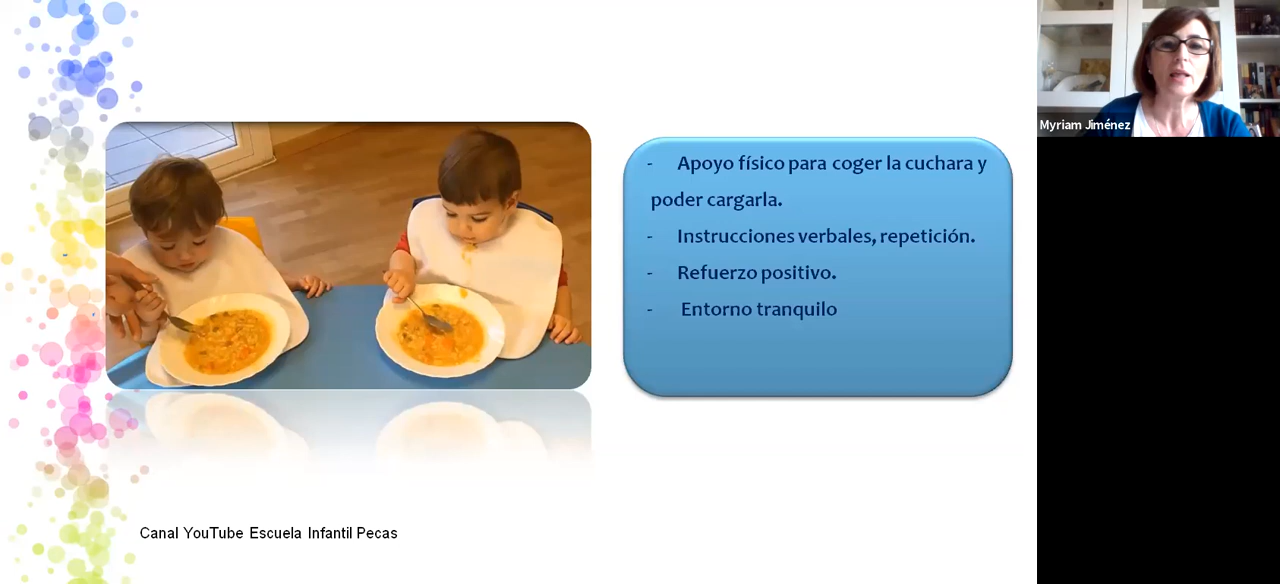 Myriam Jiménez
- Apoyo físico para coger la cuchara y
poder cargarla.
- Instrucciones verbales, repetición.
- Refuerzo positivo.
- Entorno tranquilo
Canal YouTube Escuela Infantil Pecas